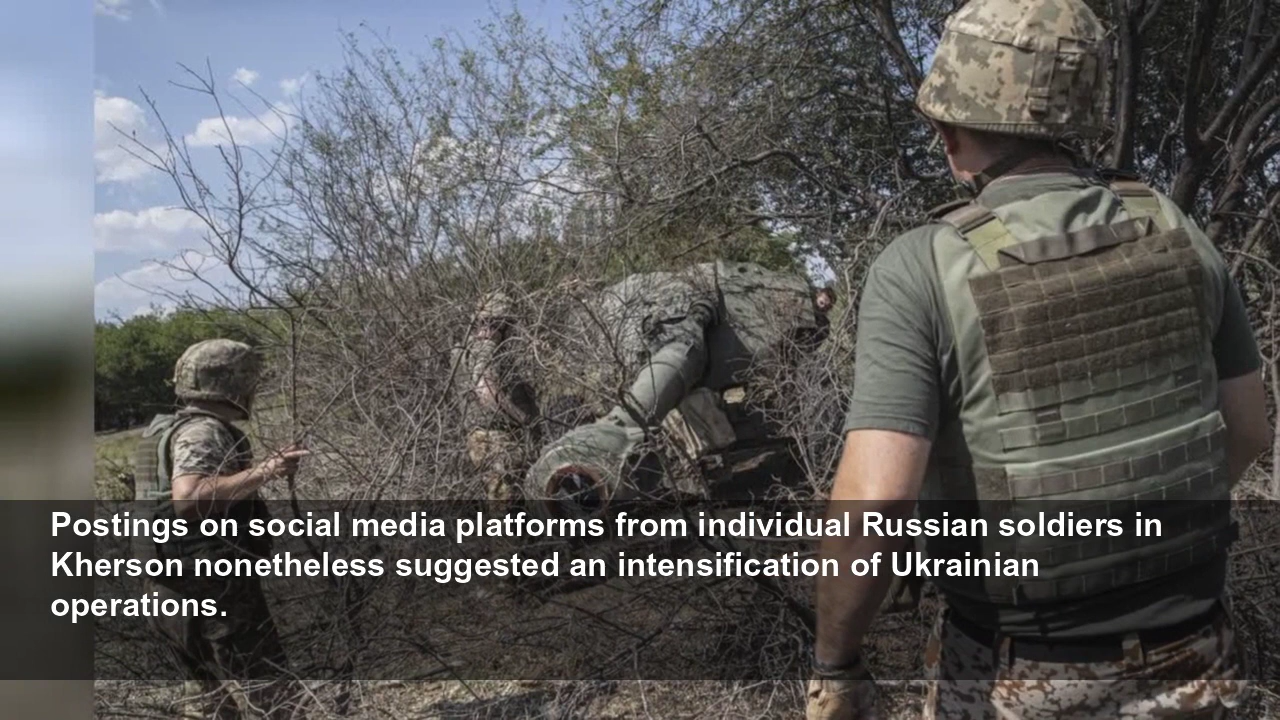 Postings on social media platforms from individual Russian soldiers in
Kherson nonetheless suggested an intensification of Ukrainian
operations.